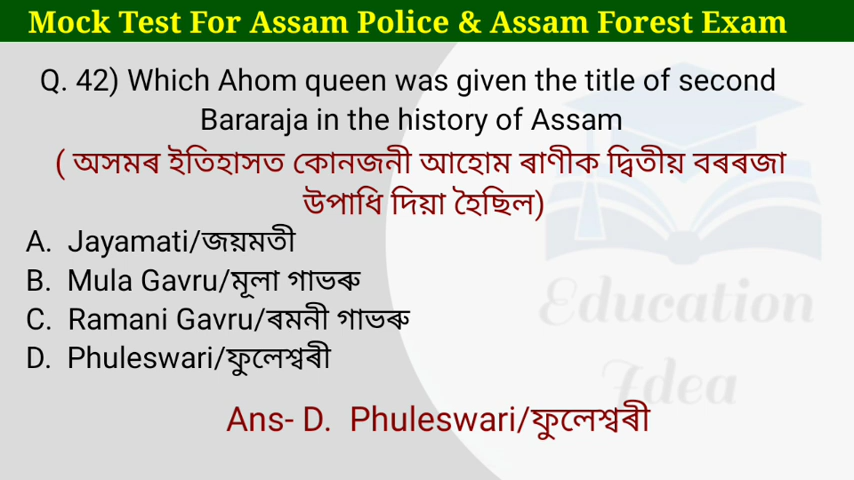 Mock Test For Assam Police & Assam Forest Exam
Q. 42) Which Ahom queen was given the title of second
Bararaja in the history of Assam
( অসমৰ ইতিহাসত কোনজনী আহোম ৰাণীক দ্বিতীয় বৰৰজা
উপাধি দিয়া হৈছিল)
A. Jayamati/জয়মতী
B. Mula Gavru/মূলা গাভৰু
C. Ramani Gavru/ৰমনী গাভৰু
D. Phuleswari/ফুলেশ্বৰী
Education
Idea
Ans- D. Phuleswari/ফুলেশ্বৰী